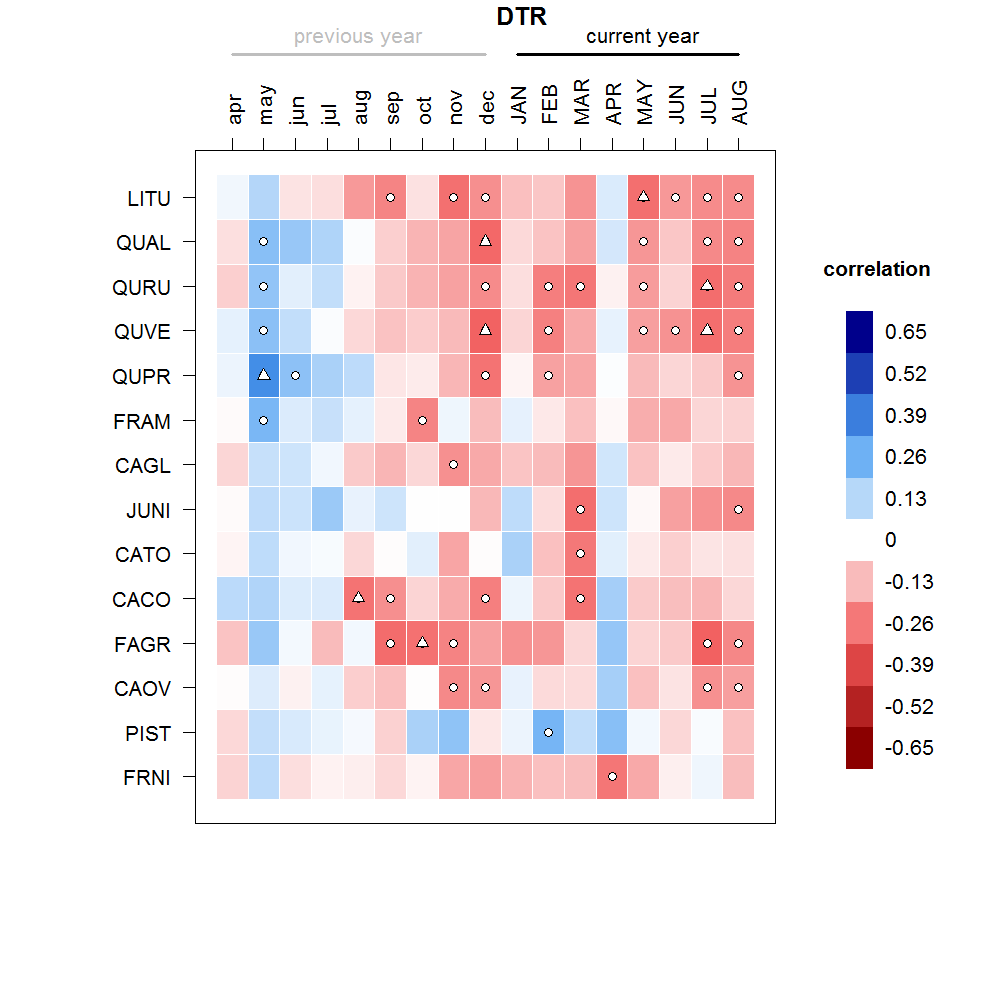 DTR
previous year current year
apr may jun jul aug sep oct nov dec JAN FEB MAR APR MAY JUN JUL AUG
LITU
QUAL
QURU
QUVE
QUPR
FRAM
CAGL
JUNI
CATO
CACO
FAGR
CAOV
PIST
FRNI
correlation
0.65
0.52
0.39
0.26
0.13
0
-0.13
-0.26
-0.39
-0.52
-0.65